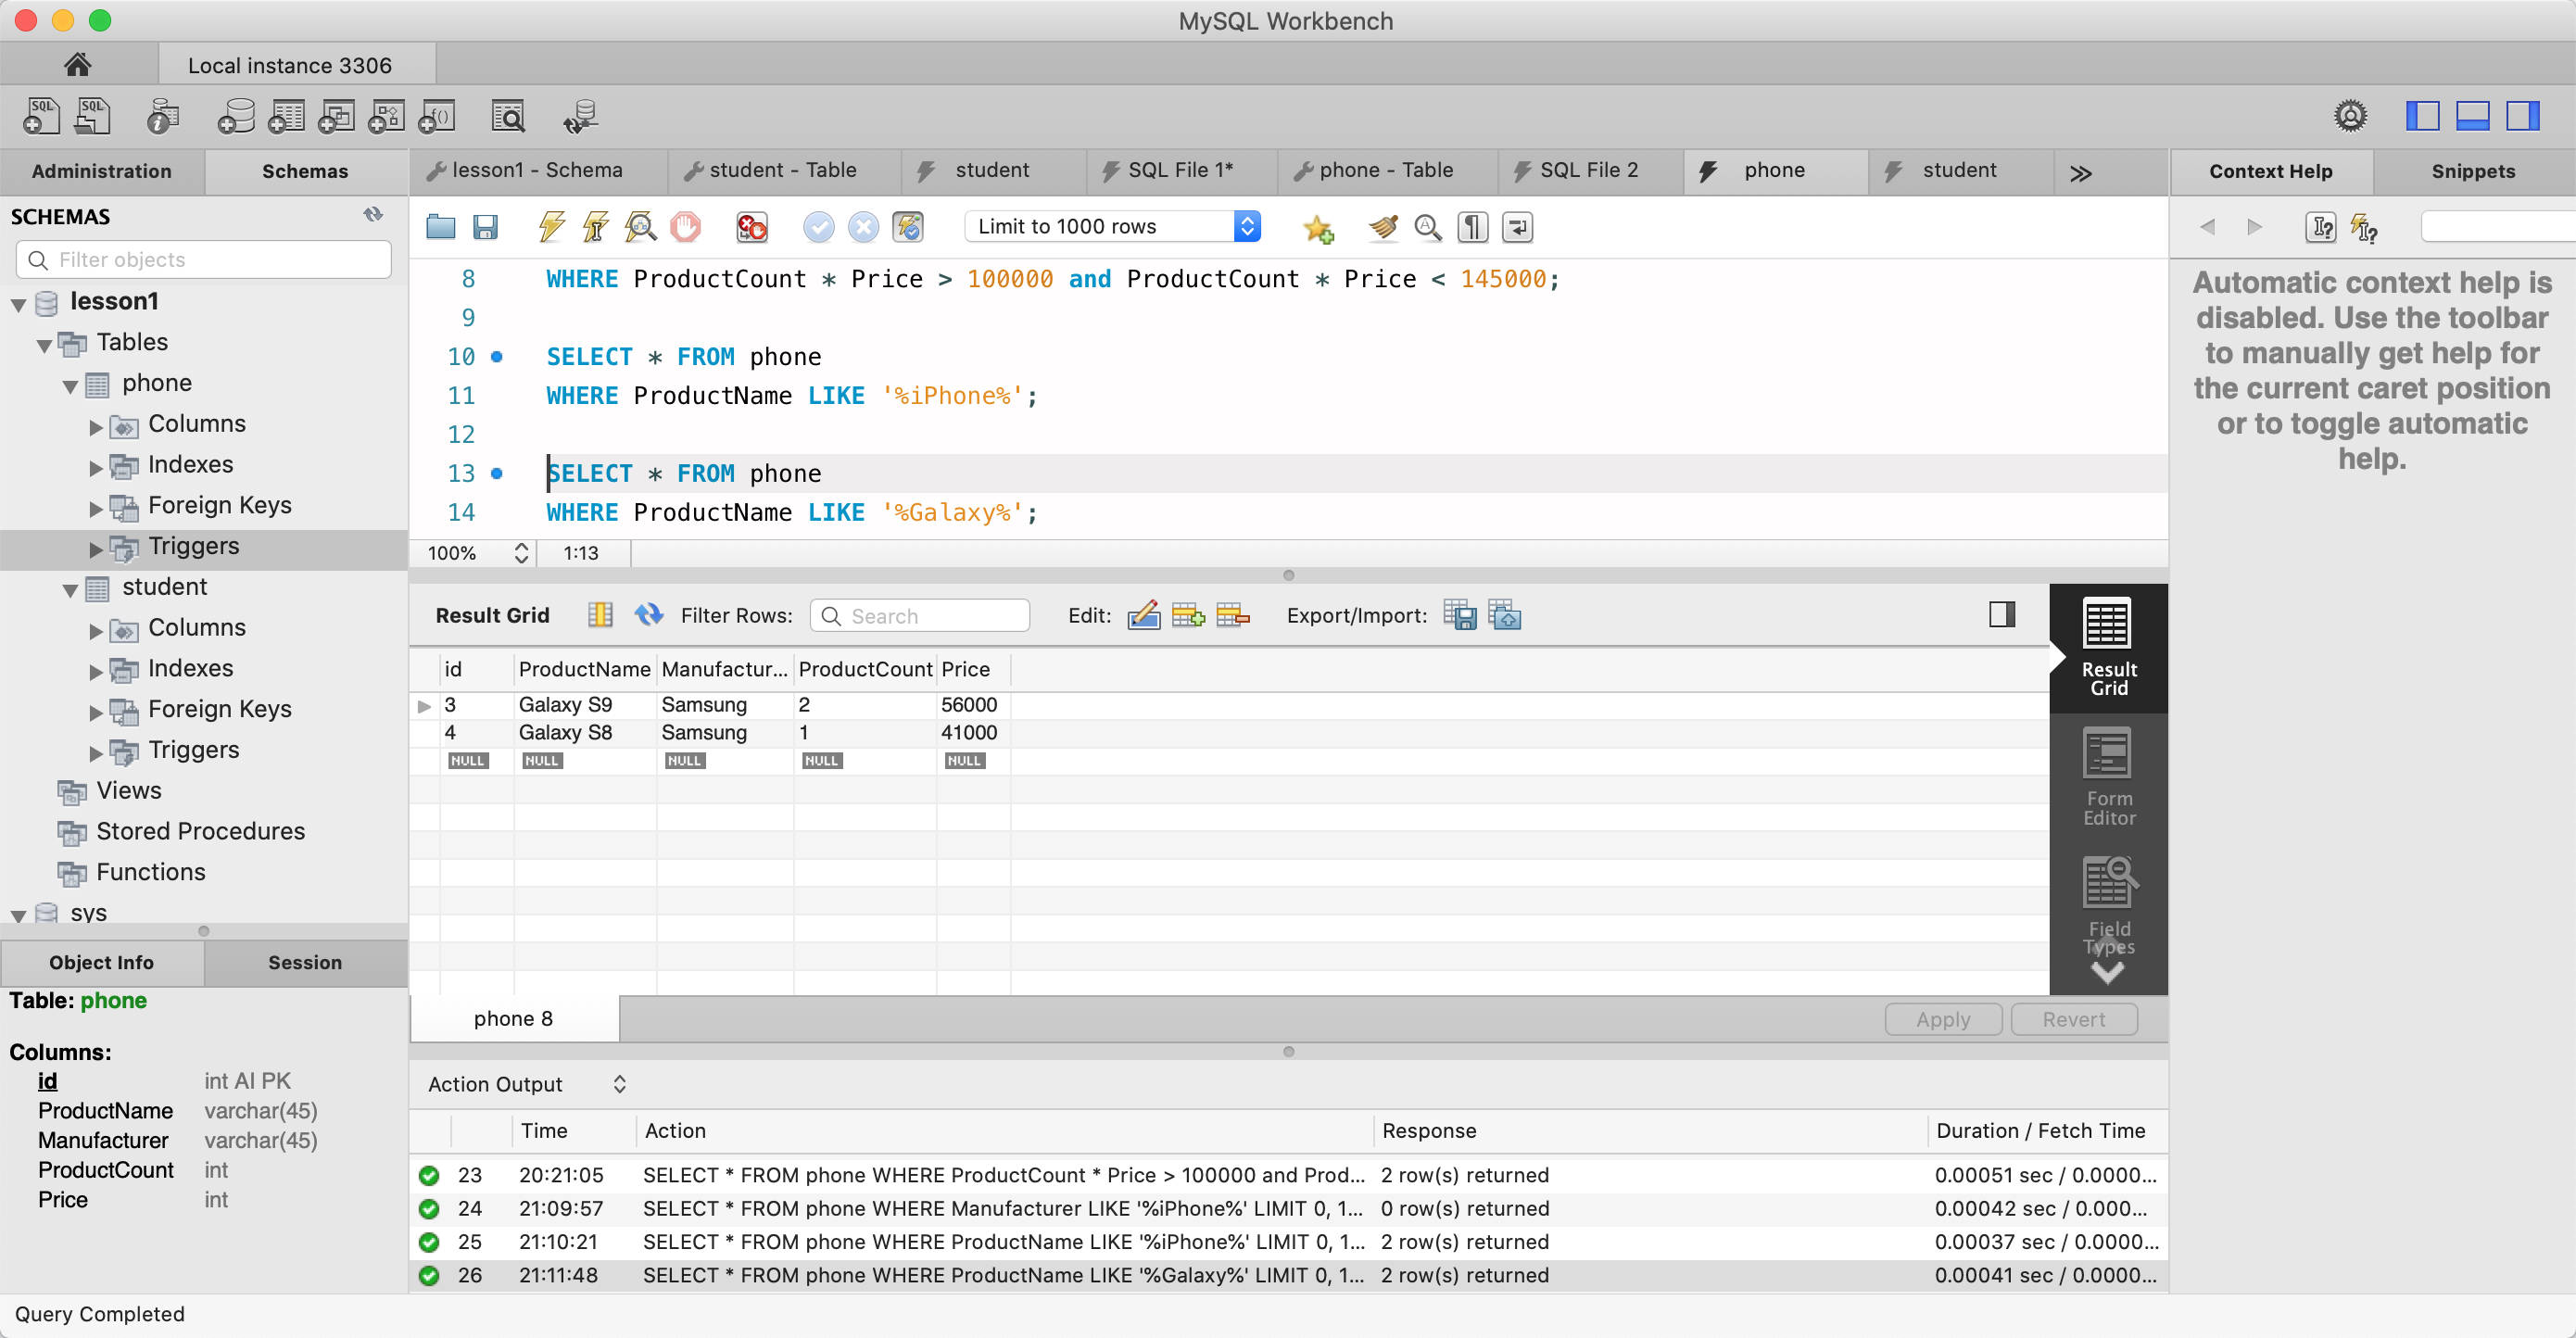 MySQL Workbench
Local instance 3306
Administration
Schemas
SCHEMAS
Filter objects
lesson1
Tables
phone
Columns
Indexes
Foreign Keys
Triggers
student
Columns
Indexes
Foreign Keys
Triggers
Views
Stored Procedures
Functions
sys
Object Info
Session
Table: phone
Columns:
id int AI PK
ProductName varchar(45)
Manufacturer varchar(45)
ProductCount int
Price int
lesson1 - Schema
student - Table
student
SQL File 1*
phone - Table
SQL File 2
phone
student
Limit to 1000 rows
8 WHERE ProductCount * Price > 100000 and ProductCount * Price < 145000;
9
10 SELECT * FROM phone
11 WHERE ProductName LIKE '%iPhone%';
12
13 SELECT * FROM phone
14 WHERE ProductName LIKE '%Galaxy%';
100% 1:13
Result Grid Filter Rows: Search Edit: Export/Import:
id ProductName Manufactur... ProductCount Price
3 Galaxy S9 Samsung 2 56000
4 Galaxy S8 Samsung 1 41000
NULL NULL NULL NULL NULL
Result
Grid
Form
Editor
Field
Types
phone 8
Apply
Revert
Action Output
Time Action Response Duration / Fetch Time
23 20:21:05 SELECT * FROM phone WHERE ProductCount * Price > 100000 and Prod... 2 row(s) returned 0.00051 sec / 0.0000...
24 21:09:57 SELECT * FROM phone WHERE Manufacturer LIKE '%iPhone%' LIMIT 0, 1... 0 row(s) returned 0.00042 sec / 0.000...
25 21:10:21 SELECT * FROM phone WHERE ProductName LIKE '%iPhone%' LIMIT 0, 1... 2 row(s) returned 0.00037 sec / 0.0000...
26 21:11:48 SELECT * FROM phone WHERE ProductName LIKE '%Galaxy%' LIMIT 0, 1... 2 row(s) returned 0.00041 sec / 0.0000...
Context Help
Snippets
Automatic context help is
disabled. Use the toolbar
to manually get help for
the current caret position
or to toggle automatic
help.
Query Completed